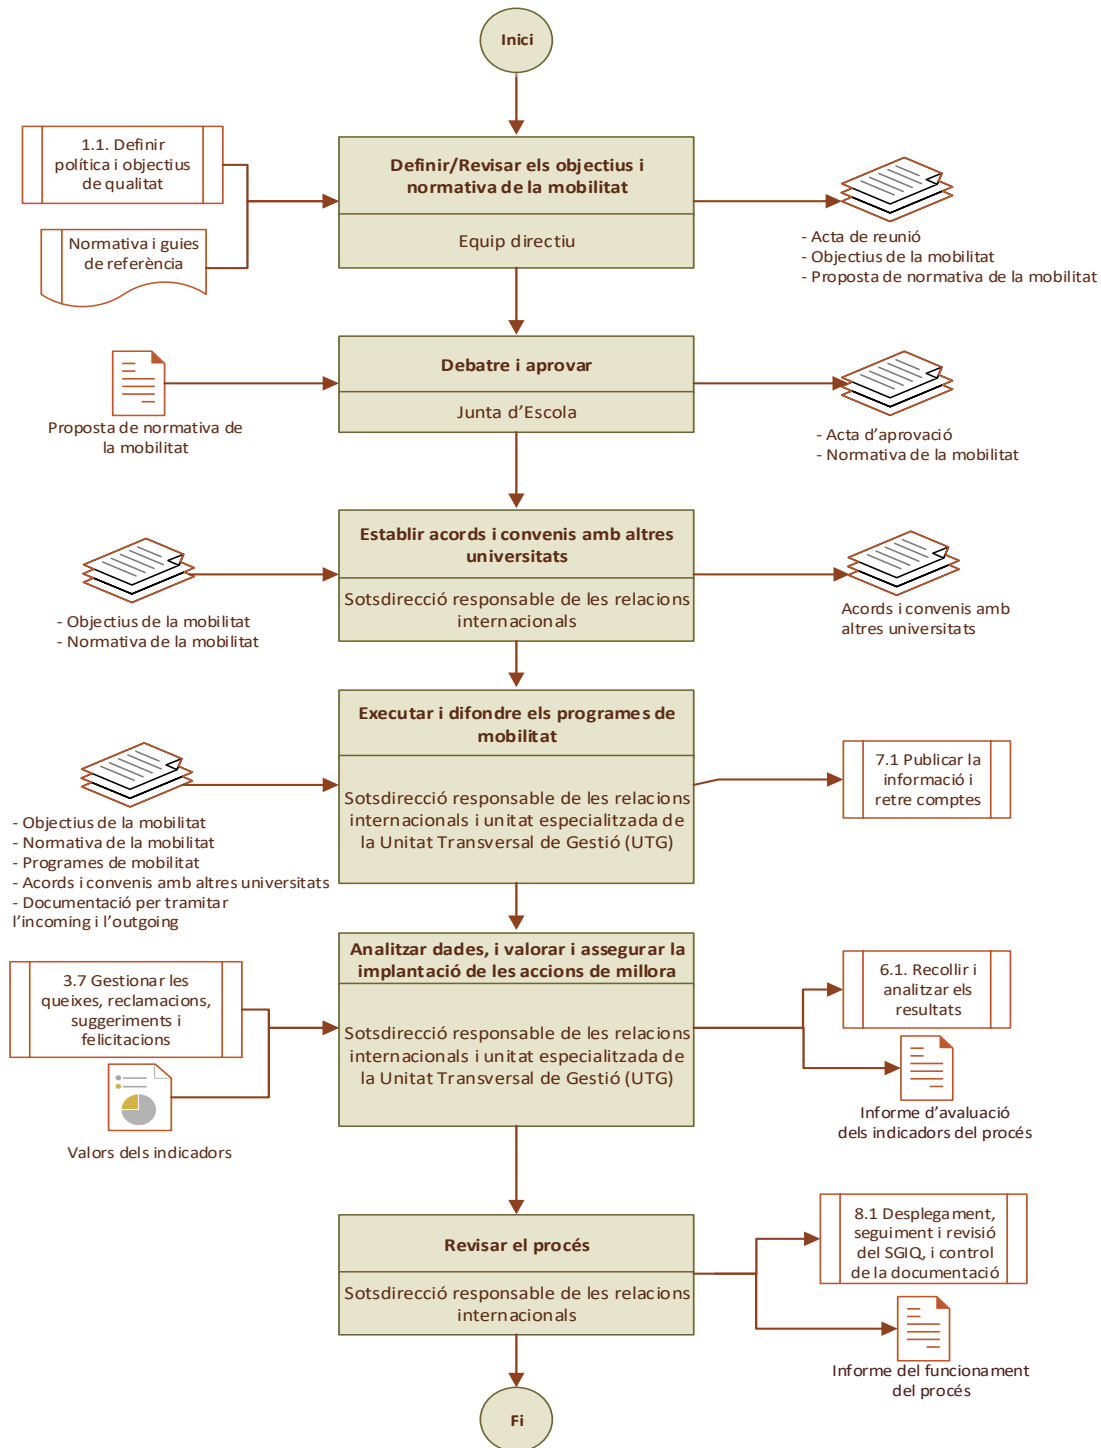 Inici
1.1. Definir
política i objectius
de qualitat
Normativa i guies
de referència
Definir/Revisar els objectius i
normativa de la mobilitat
Equip directiu
- Acta de reunió
- Objectius de la mobilitat
- Proposta de normativa de la mobilitat
Proposta de normativa de
la mobilitat
Debatre i aprovar
Junta d’Escola
- Acta d’aprovació
- Normativa de la mobilitat
- Objectius de la mobilitat
- Normativa de la mobilitat
Establir acords i convenis amb altres
universitats
Sotsdirecció responsable de les relacions
internacionals
Acords i convenis amb
altres universitats
- Objectius de la mobilitat
- Normativa de la mobilitat
- Programes de mobilitat
- Acords i convenis amb altres universitats
- Documentació per tramitar
l’incoming i l’outgoing
Executar i difondre els programes de
mobilitat
Sotsdirecció responsable de les relacions
internacionals i unitat especialitzada de
la Unitat Transversal de Gestió (UTG)
7.1 Publicar la
informació i
retre comptes
3.7 Gestionar les
queixes, reclamacions,
suggeriments i
felicitacions
Valors dels indicadors
Analitzar dades, i valorar i assegurar la
implantació de les accions de millora
Sotsdirecció responsable de les relacions
internacionals i unitat especialitzada de
la Unitat Transversal de Gestió (UTG)
6.1. Recollir i
analitzar els
resultats
Informe d’avaluació
dels indicadors del procés
Revisar el procés
Sotsdirecció responsable de les relacions
internacionals
8.1 Desplegament,
seguiment i revisió
del SGIQ, i control
de la documentació
Informe del funcionament
del procés
Fi